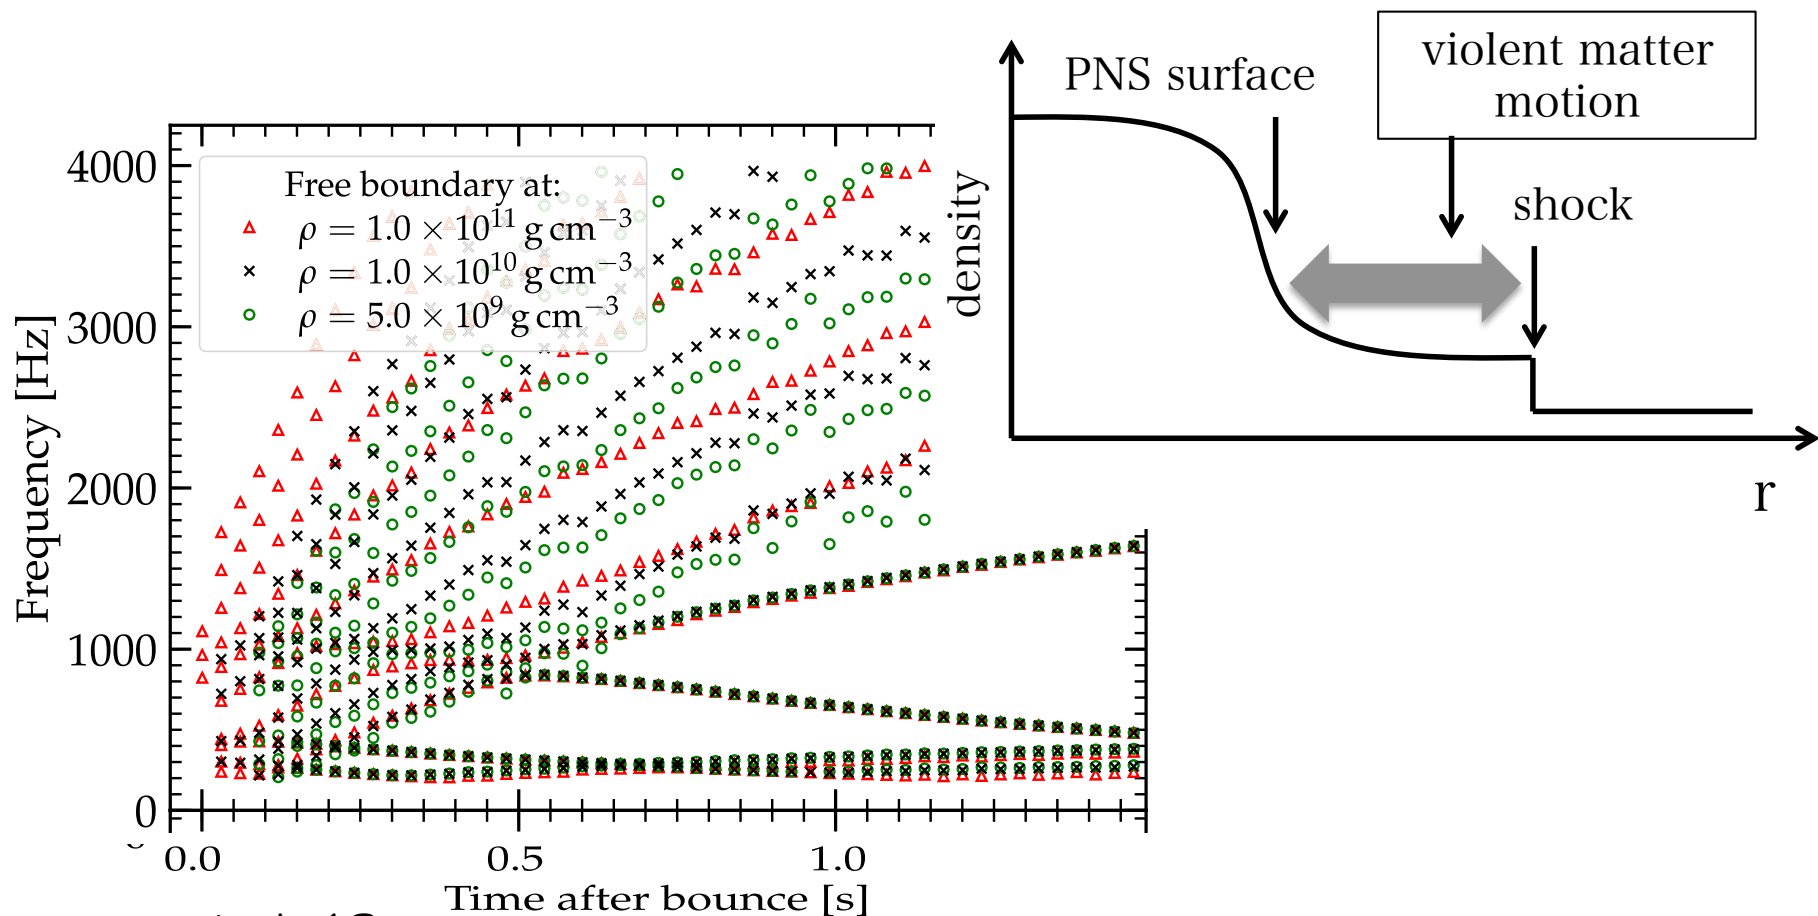 PNS surface
violent matter
motion
shock
density
r
Free boundary at:
ρ = 1.0 × 10¹¹ g cm⁻³
ρ = 1.0 × 10¹⁰ g cm⁻³
ρ = 5.0 × 10⁹ g cm⁻³
Frequency [Hz]
4000
3000
2000
1000
0
0.0 0.5 1.0
Time after bounce [s]